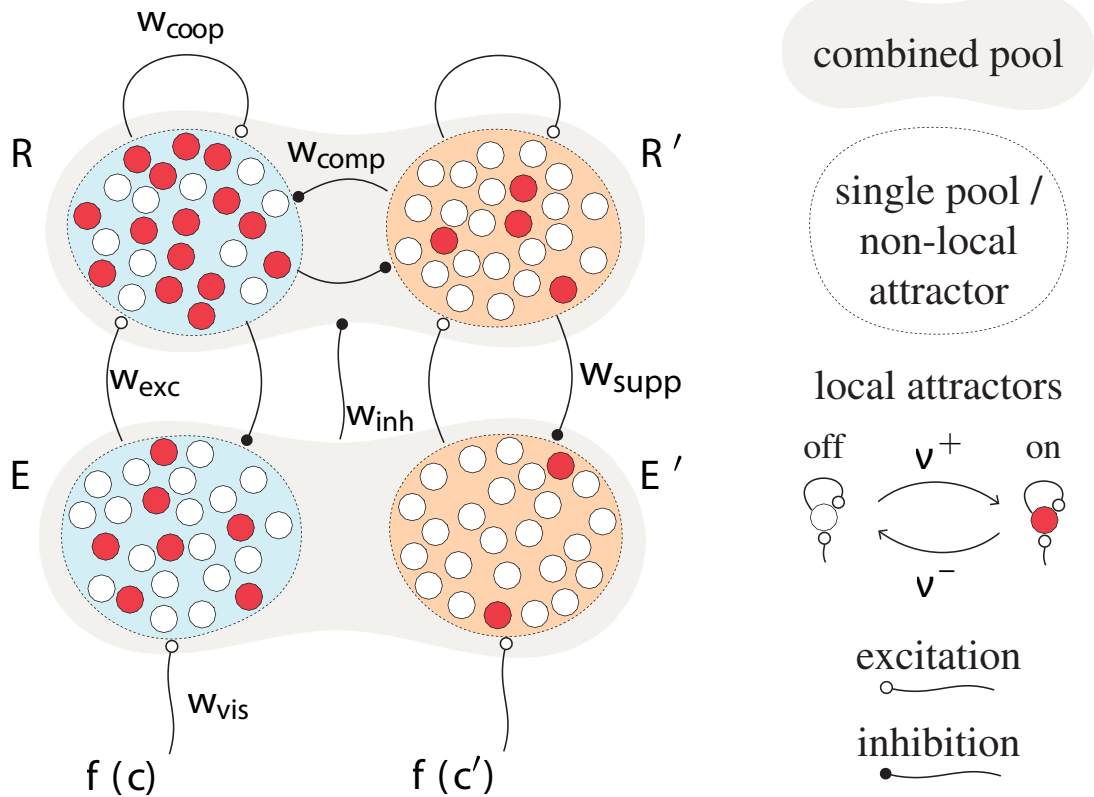 w_coop
R
w_comp
R ′
w_exc
w_inh
w_supp
E
E ′
w_vis
f (c)
f (c′)
combined pool
single pool /
non-local
attractor
local attractors
off
ν⁺
on
ν⁻
excitation
inhibition